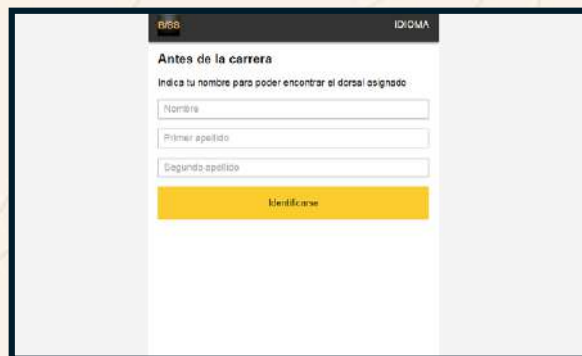 B/SS IDIOMA
Antes de la carrera
Indica tu nombre para poder encontrar el dorsal asignado
Nombre
Primer apellido
Segundo apellido
Identificarse